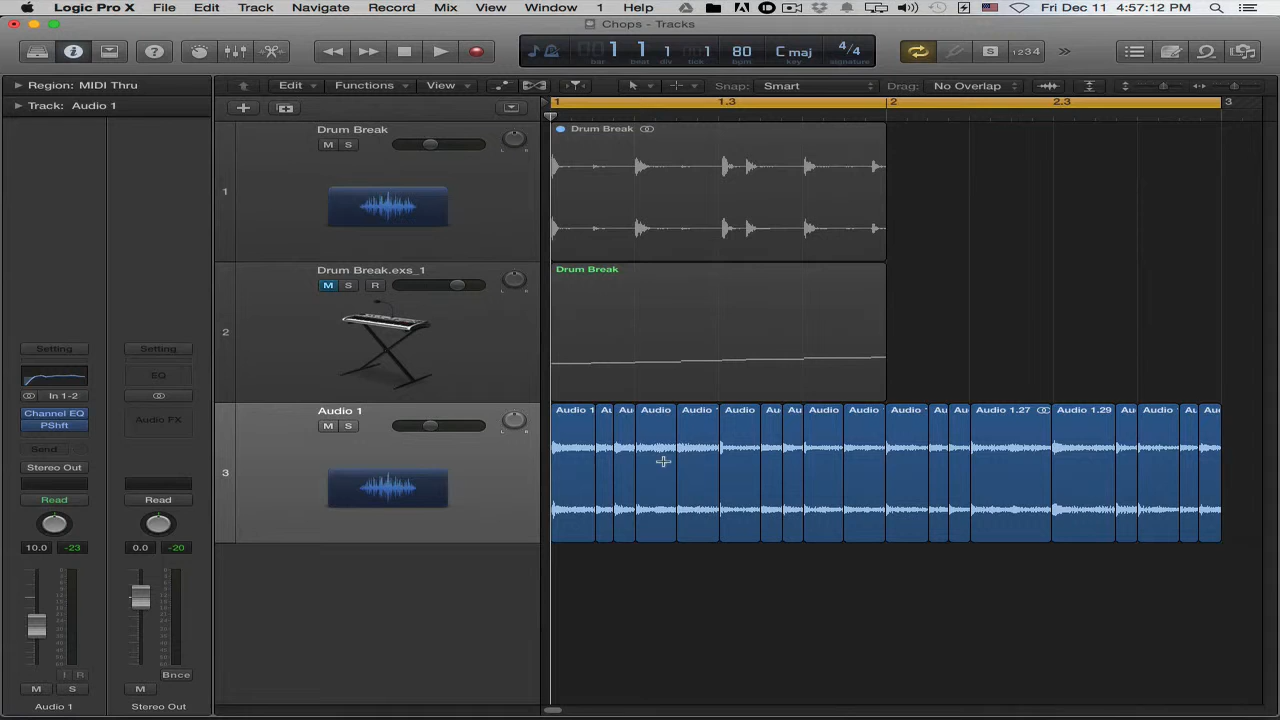 Logic Pro X File Edit Track Navigate Record Mix View Window 1 Help Fri Dec 11 4:57:12 PM
Chops - Tracks
1 1 1 1 80 C maj 4/4 1234
bar beat div tick bpm key signature
Region: MIDI Thru
Edit Functions View Snap: Smart Drag: No Overlap
Track: Audio 1
1 1.3 2 2.3 3
Drum Break
M S
1
Drum Break
Drum Break.exs_1
M S R
2
Drum Break
Audio 1
M S
3
Audio 1 Au Au Audio Audio Audio Au Au Audio Audio Audio Au Au Audio 1.27 Audio 1.29 Au Audio Au Au
Setting Setting
EQ
In 1-2
Channel EQ
PShft
Audio FX
Send
Stereo Out
Read Read
10.0 -23 0.0 -20
I R Bnce
M S M
Audio 1 Stereo Out